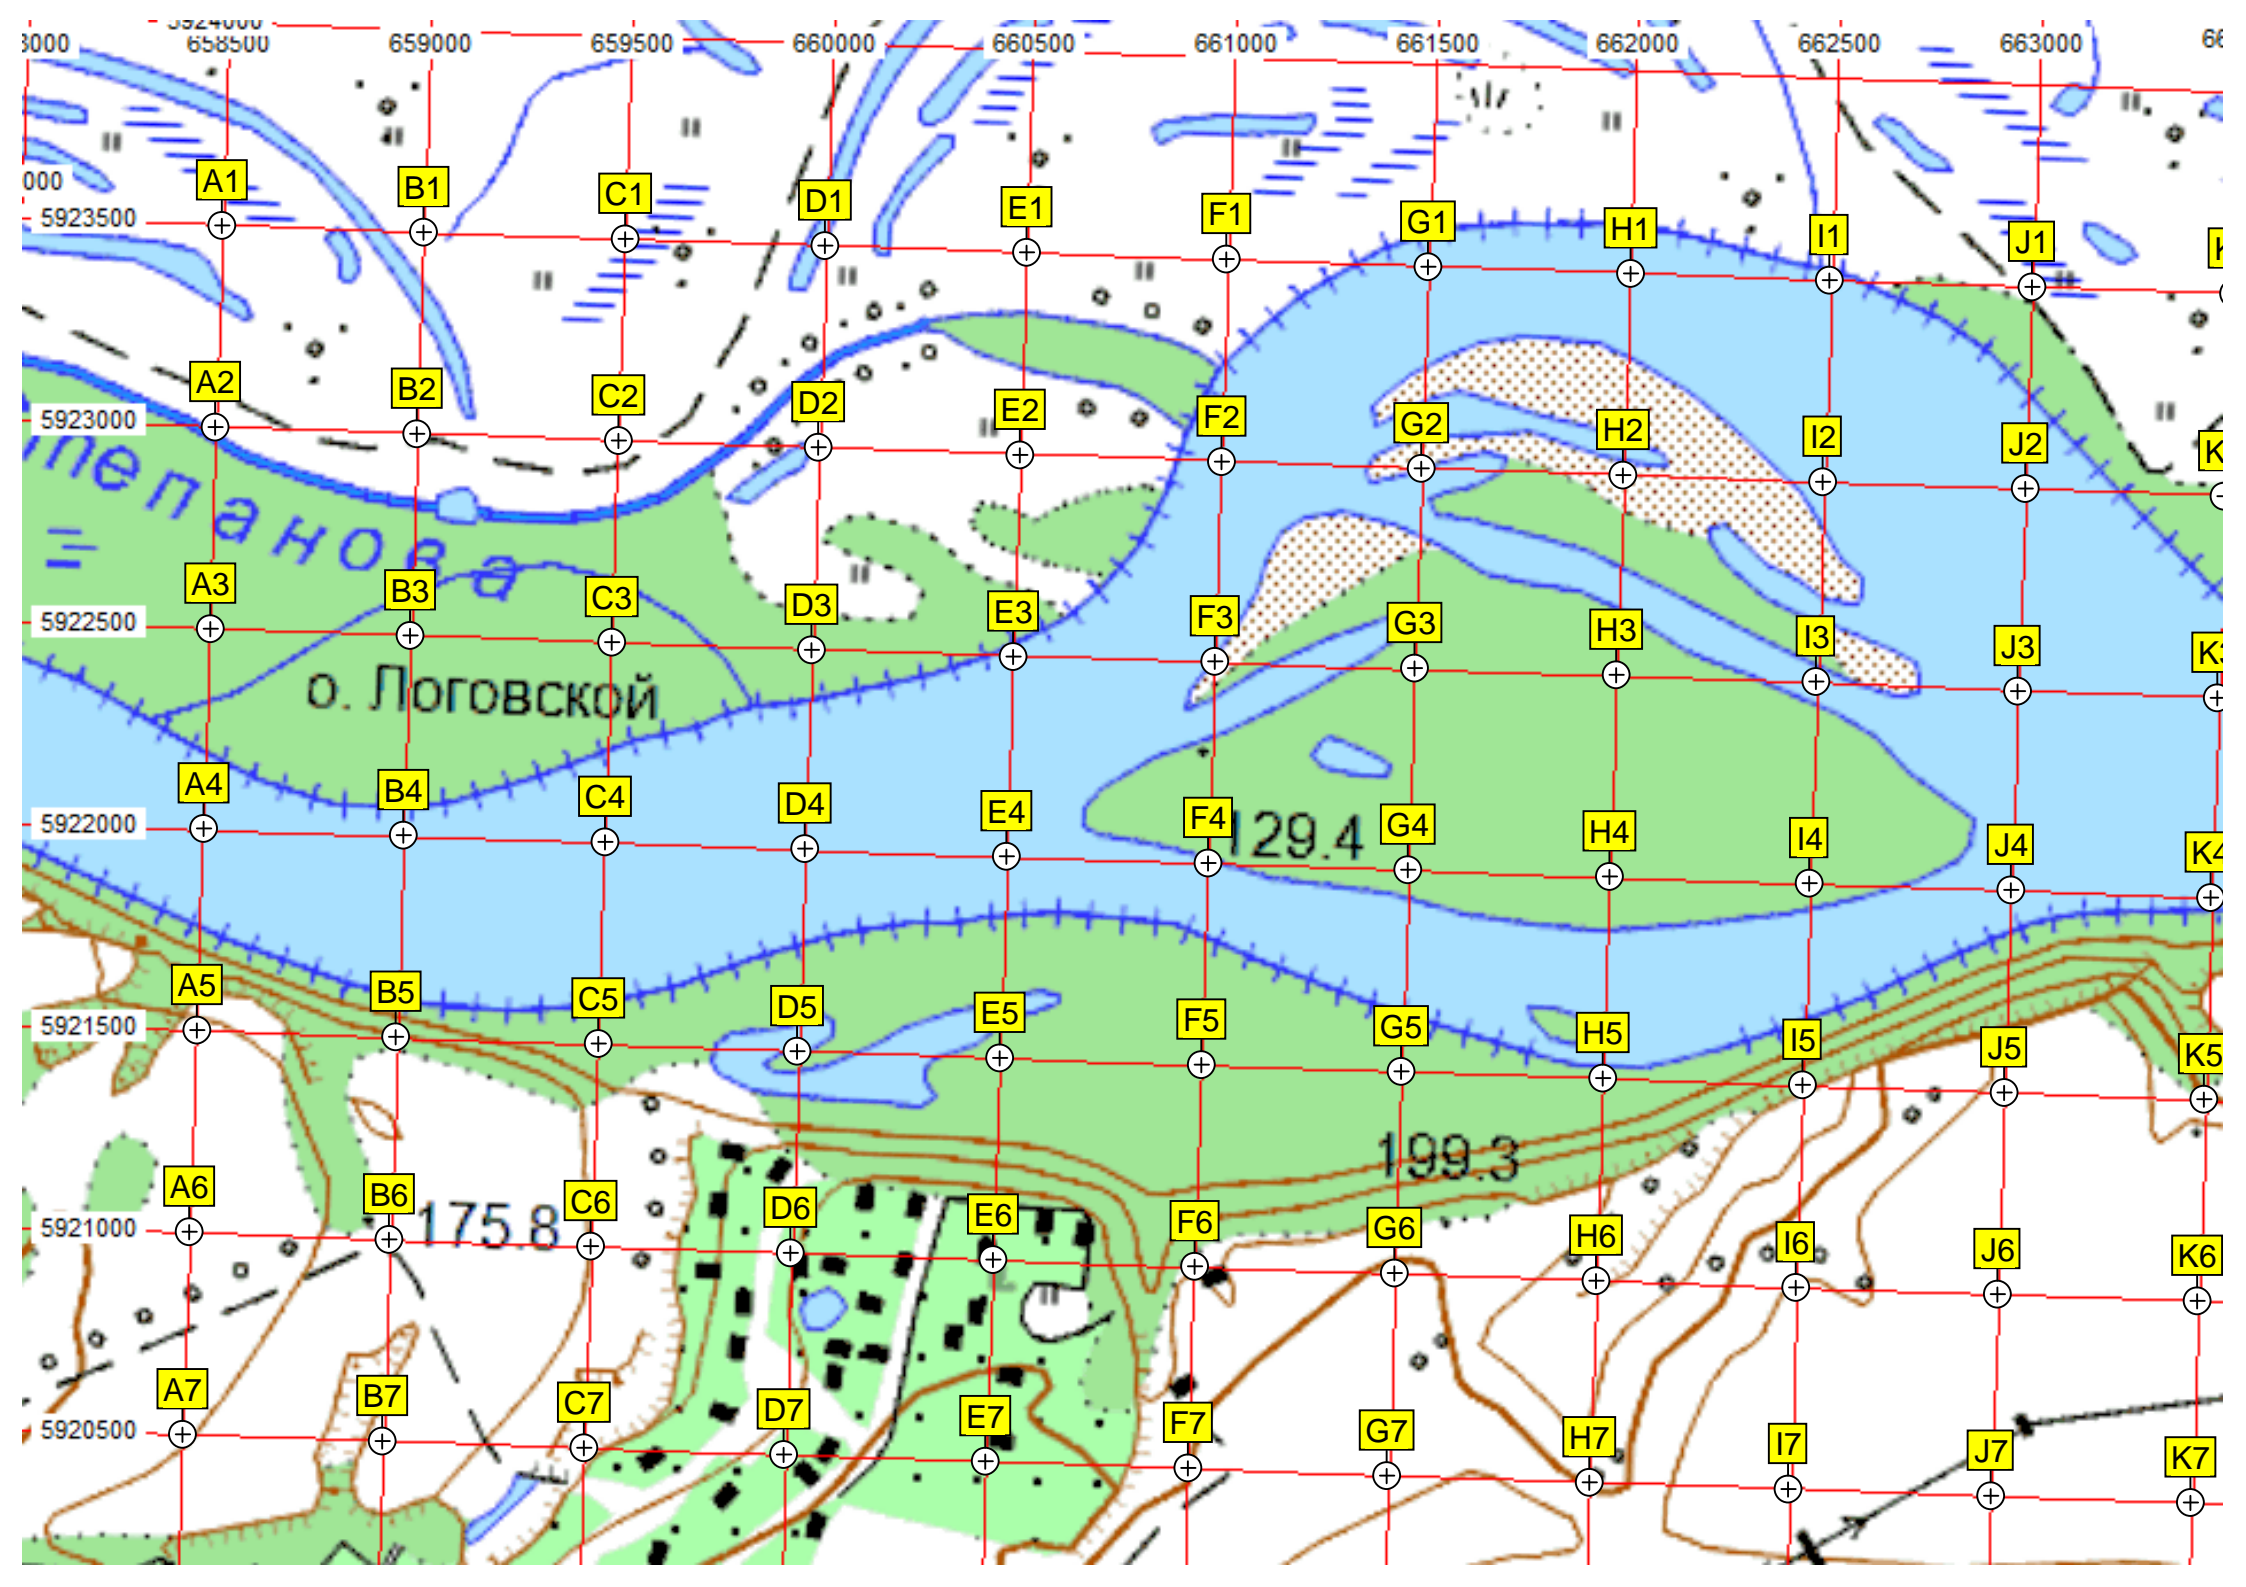 5924000
658500 659000 659500 660000 660500 661000 661500 662000 662500 663000
A1 B1 C1 D1 E1 F1 G1 H1 I1 J1
5923500
A2 B2 C2 D2 E2 F2 G2 H2 I2 J2
5923000
тепанова
A3 B3 C3 D3 E3 F3 G3 H3 I3 J3 K3
5922500
о. Логовской
A4 B4 C4 D4 E4 F4 G4 H4 I4 J4 K4
5922000
129.4
A5 B5 C5 D5 E5 F5 G5 H5 I5 J5 K5
5921500
199.3
A6 B6 C6 D6 E6 F6 G6 H6 I6 J6 K6
5921000
175.8
A7 B7 C7 D7 E7 F7 G7 H7 I7 J7 K7
5920500